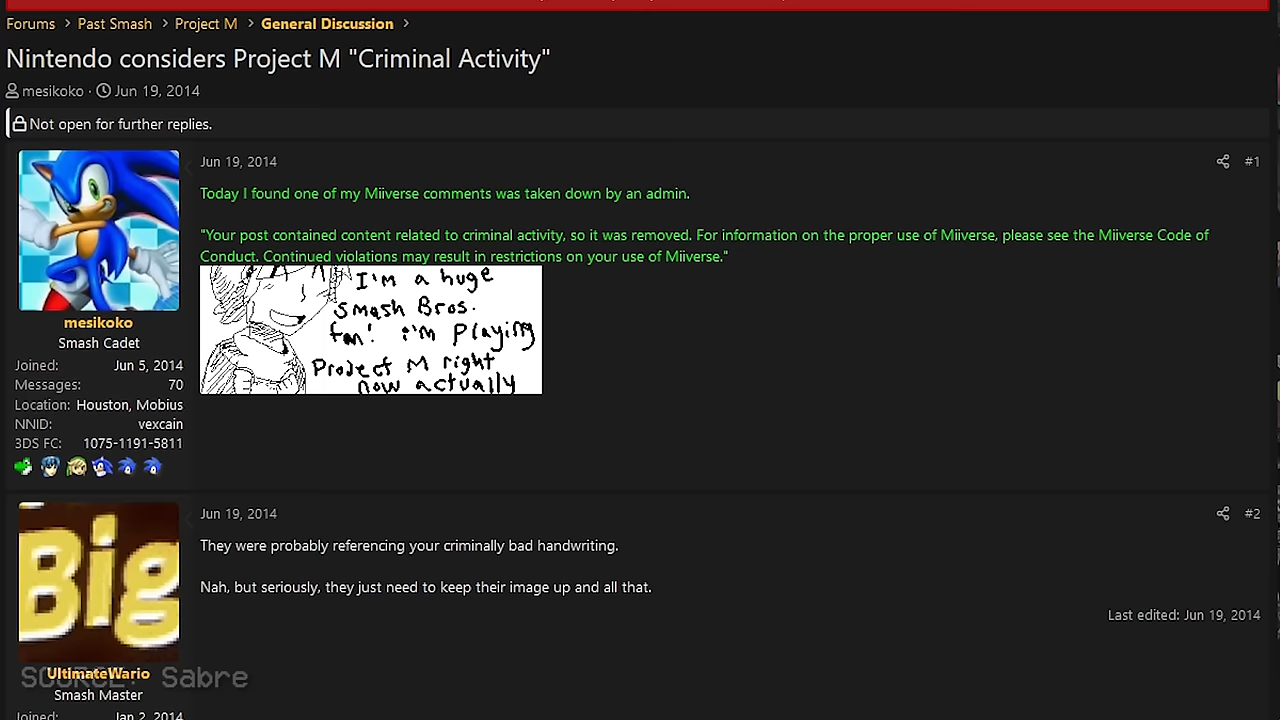 Forums > Past Smash > Project M > General Discussion >
Nintendo considers Project M "Criminal Activity"
mesikoko · Jun 19, 2014
Not open for further replies.
Jun 19, 2014
#1
Today I found one of my Miiverse comments was taken down by an admin.
"Your post contained content related to criminal activity, so it was removed. For information on the proper use of Miiverse, please see the Miiverse Code of
Conduct. Continued violations may result in restrictions on your use of Miiverse."
I'm a huge
Smash Bros.
fan! i'm playing
Project M right
now actually
mesikoko
Smash Cadet
Joined: Jun 5, 2014
Messages: 70
Location: Houston, Mobius
NNID: vexcain
3DS FC: 1075-1191-5811
Jun 19, 2014
#2
They were probably referencing your criminally bad handwriting.
Nah, but seriously, they just need to keep their image up and all that.
Last edited: Jun 19, 2014
Big
UltimateWario
SOURCE: Sabre
Smash Master
Joined: Jan 2, 2014